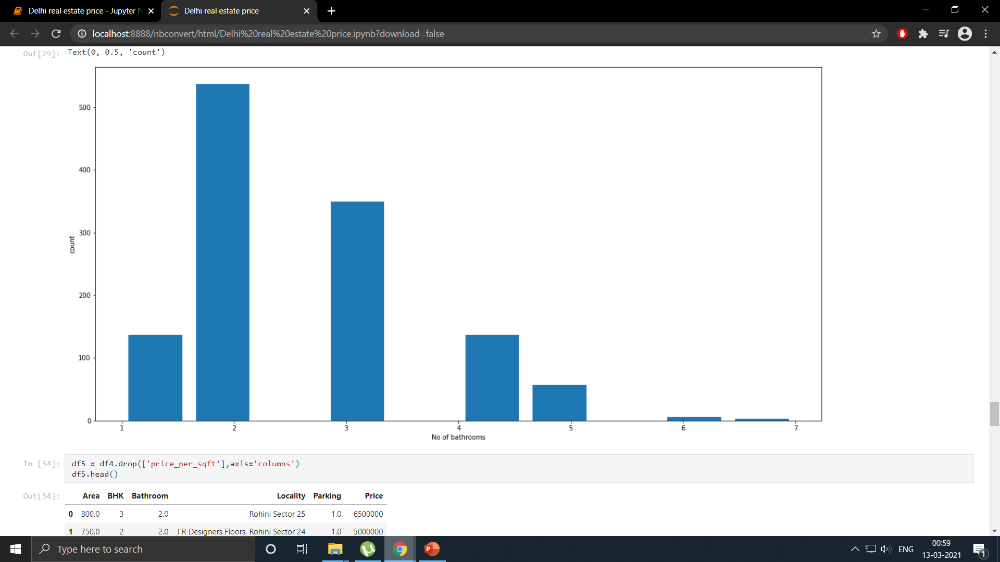 Delhi real estate price - Jupyter N
Delhi real estate price
localhost:8888/nbconvert/html/Delhi%20real%20estate%20price.ipynb?download=false
Out[29]: Text(0, 0.5, 'count')
500
400
300
200
100
0
count
1 2 3 4 5 6 7
No of bathrooms
In [34]: df5 = df4.drop(['price_per_sqft'],axis='columns')
df5.head()
Out[34]: Area BHK Bathroom Locality Parking Price
0 800.0 3 2.0 Rohini Sector 25 1.0 6500000
1 750.0 2 2.0 J R Designers Floors, Rohini Sector 24 1.0 5000000
Type here to search
ENG
00:59
13-03-2021
1